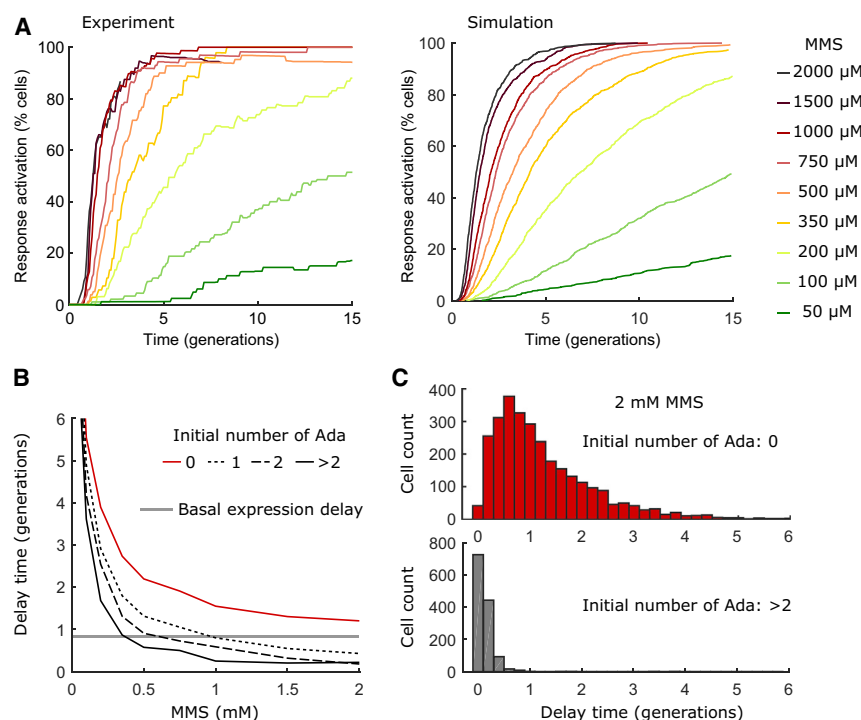 A
Experiment
Simulation
MMS
Response activation (% cells)
100
80
60
40
20
0
0
5
10
15
Time (generations)
Response activation (% cells)
100
80
60
40
20
0
0
5
10
15
Time (generations)
2000 µM
1500 µM
1000 µM
750 µM
500 µM
350 µM
200 µM
100 µM
50 µM
B
Delay time (generations)
6
5
4
3
2
1
0
Initial number of Ada
0 1 2 >2
Basal expression delay
0
0.5
1
1.5
2
MMS (mM)
C
2 mM MMS
Initial number of Ada: 0
Cell count
400
300
200
100
0
0 1 2 3 4 5 6
Initial number of Ada: >2
Cell count
800
600
400
200
0
0 1 2 3 4 5 6
Delay time (generations)